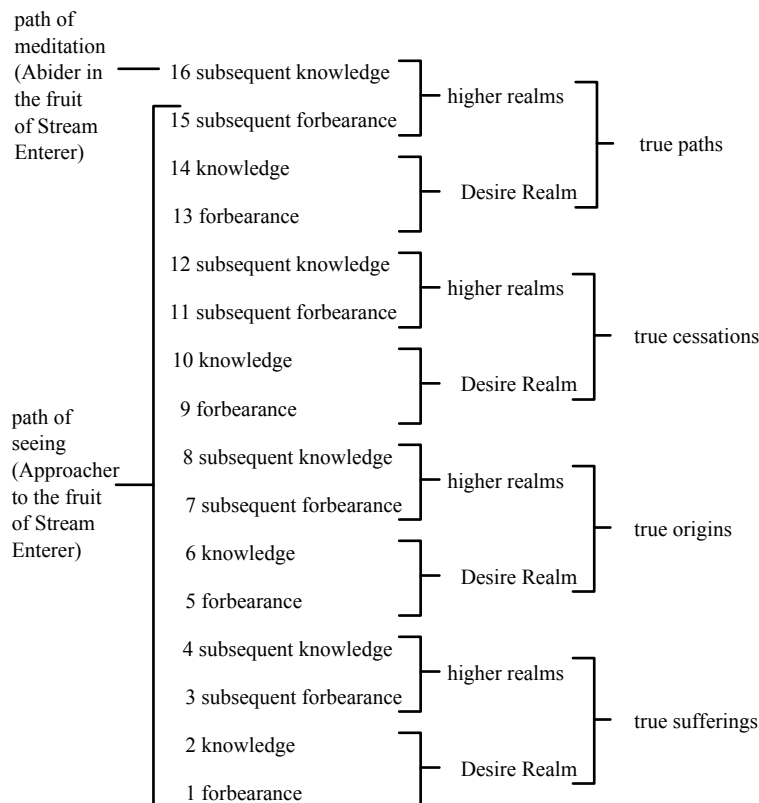 path of
meditation
(Abider in
the fruit
of Stream
Enterer)
16 subsequent knowledge
higher realms
15 subsequent forbearance
true paths
14 knowledge
Desire Realm
13 forbearance
12 subsequent knowledge
higher realms
11 subsequent forbearance
true cessations
10 knowledge
Desire Realm
9 forbearance
path of
seeing
(Approacher
to the fruit
of Stream
Enterer)
8 subsequent knowledge
higher realms
7 subsequent forbearance
true origins
6 knowledge
Desire Realm
5 forbearance
4 subsequent knowledge
higher realms
3 subsequent forbearance
true sufferings
2 knowledge
Desire Realm
1 forbearance